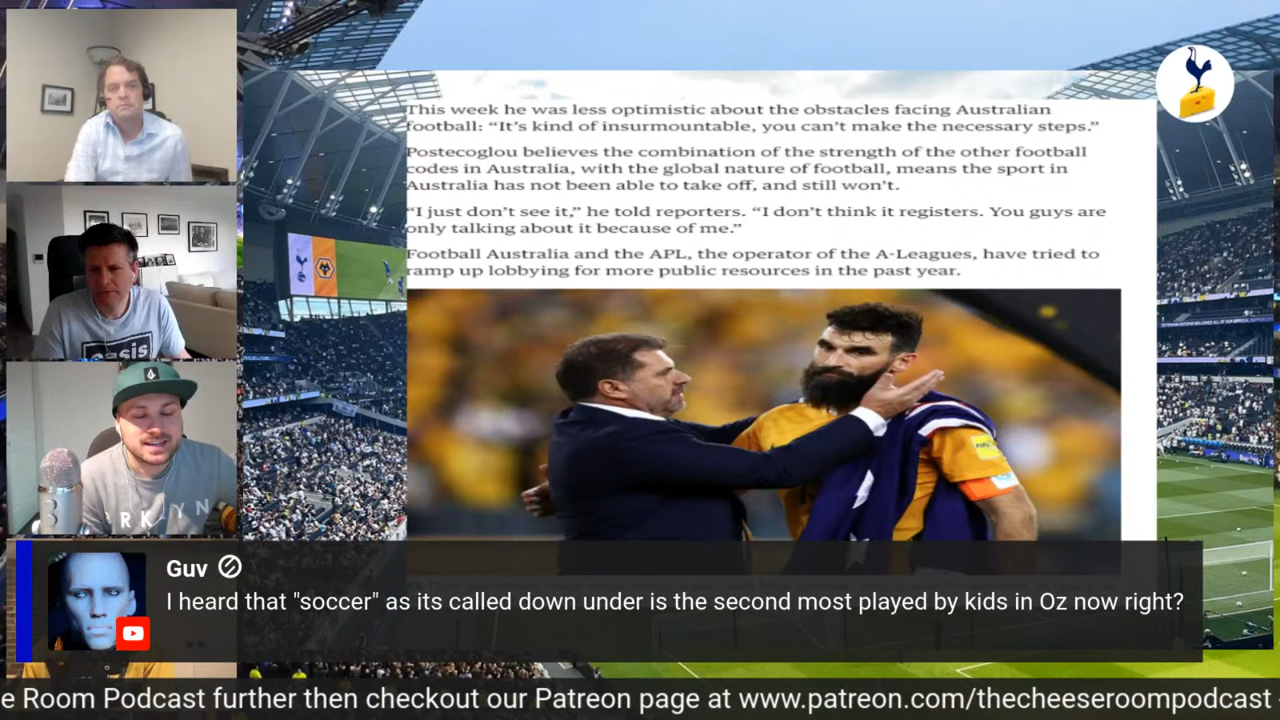 This week he was less optimistic about the obstacles facing Australian
football: “It’s kind of insurmountable, you can’t make the necessary steps.”
Postecoglou believes the combination of the strength of the other football
codes in Australia, with the global nature of football, means the sport in
Australia has not been able to take off, and still won’t.
“I just don’t see it,” he told reporters. “I don’t think it registers. You guys are
only talking about it because of me.”
Football Australia and the APL, the operator of the A-Leagues, have tried to
ramp up lobbying for more public resources in the past year.
Guv
I heard that "soccer" as its called down under is the second most played by kids in Oz now right?
e Room Podcast further then checkout our Patreon page at www.patreon.com/thecheeseroompodcast